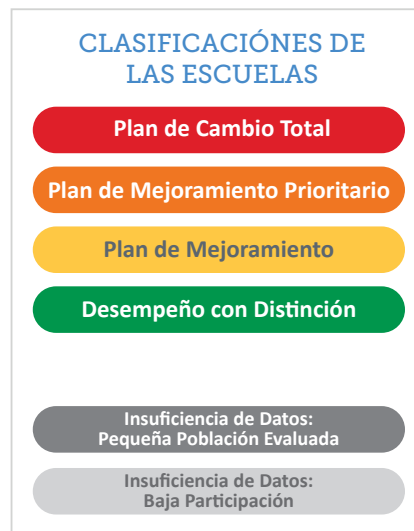 CLASIFICACIÓNES DE
LAS ESCUELAS
Plan de Cambio Total
Plan de Mejoramiento Prioritario
Plan de Mejoramiento
Desempeño con Distinción
Insuficiencia de Datos:
Pequeña Población Evaluada
Insuficiencia de Datos:
Baja Participación